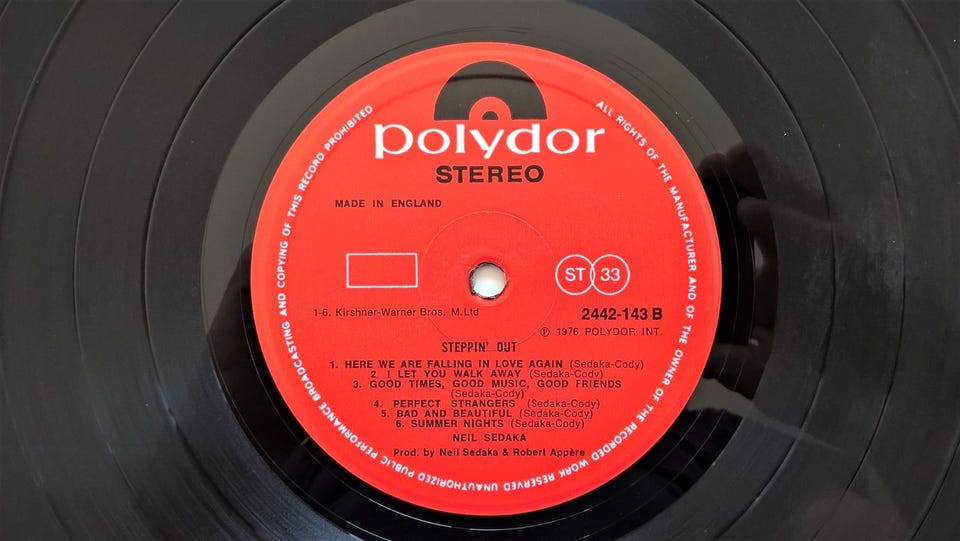 polydor
STEREO
MADE IN ENGLAND
ST 33
1-6. Kirshner-Warner Bros. M.Ltd
2442-143 B
Ⓟ 1976 POLYDOR INT.
STEPPIN' OUT
1. HERE WE ARE FALLING IN LOVE AGAIN (Sedaka-Cody)
2. I LET YOU WALK AWAY (Sedaka-Cody)
3. GOOD TIMES, GOOD MUSIC, GOOD FRIENDS
(Sedaka-Cody)
4. PERFECT STRANGERS (Sedaka-Cody)
5. BAD AND BEAUTIFUL (Sedaka-Cody)
6. SUMMER NIGHTS (Sedaka-Cody)
NEIL SEDAKA
Prod. by Neil Sedaka & Robert Appère
ALL RIGHTS OF THE MANUFACTURER AND OF THE OWNER OF THE RECORDED WORK RESERVED UNAUTHORIZED PUBLIC PERFORMANCE BROADCASTING AND COPYING OF THIS RECORD PROHIBITED